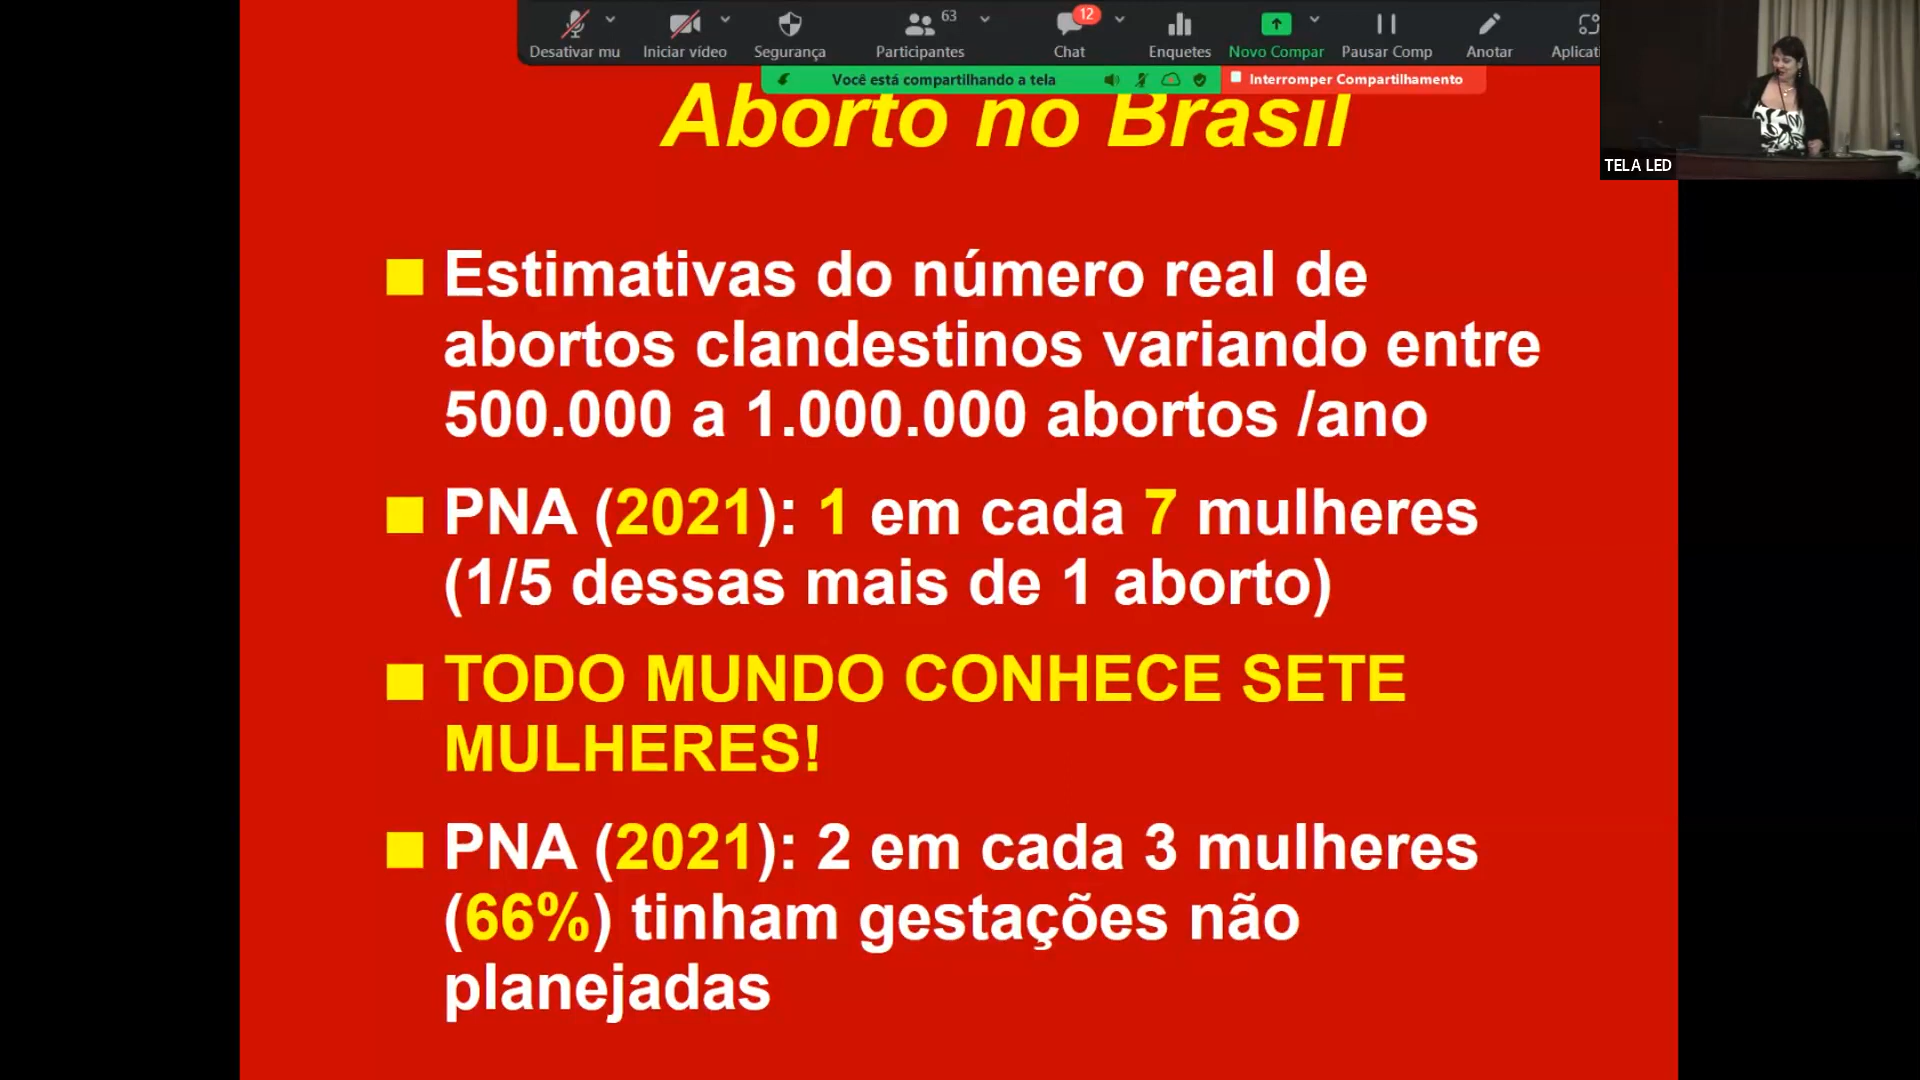 Desativar mu
Iniciar vídeo
Segurança
63
Participantes
12
Chat
Enquetes
Novo Compar
Pausar Comp
Anotar
Aplicati
Você está compartilhando a tela
Interromper Compartilhamento
TELA LED
Aborto no Brasil
Estimativas do número real de
abortos clandestinos variando entre
500.000 a 1.000.000 abortos /ano
PNA (2021): 1 em cada 7 mulheres
(1/5 dessas mais de 1 aborto)
TODO MUNDO CONHECE SETE
MULHERES!
PNA (2021): 2 em cada 3 mulheres
(66%) tinham gestações não
planejadas